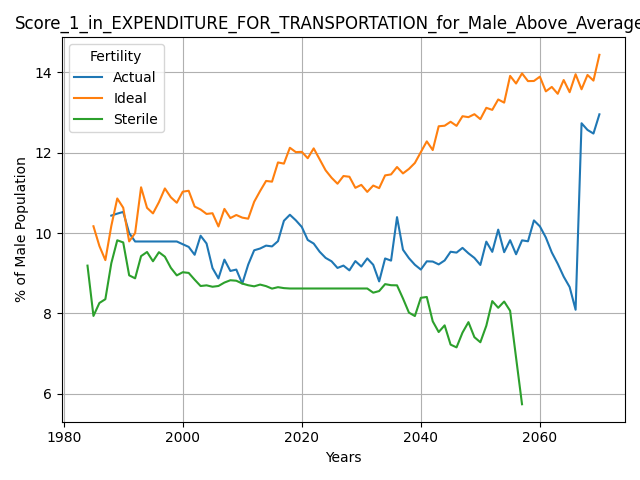 Score_1_in_EXPENDITURE_FOR_TRANSPORTATION_for_Male_Above_Average
Fertility
Actual
Ideal
Sterile
% of Male Population
14
12
10
8
6
1980 2000 2020 2040 2060
Years